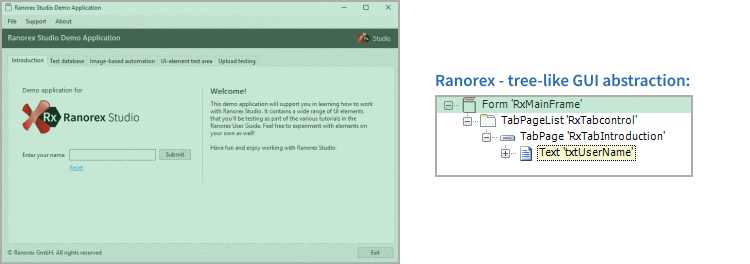 Ranorex Studio Demo Application
File Support About
Ranorex Studio Demo Application
Rx Studio
Introduction Test database Image-based automation UI-element test area Upload testing
Demo application for
Rx Ranorex Studio
Enter your name
Submit
Reset
Welcome!
This demo application will support you in learning how to work
with Ranorex Studio. It contains a wide range of UI elements
that you'll be testing as part of the various tutorials in the
Ranorex User Guide. Feel free to experiment with elements on
your own as well!
Have fun and enjoy working with Ranorex Studio.
© Ranorex GmbH. All rights reserved
Exit
Ranorex - tree-like GUI abstraction:
Form 'RxMainFrame'
TabPageList 'RxTabcontrol'
TabPage 'RxTabIntroduction'
Text 'txtUserName'